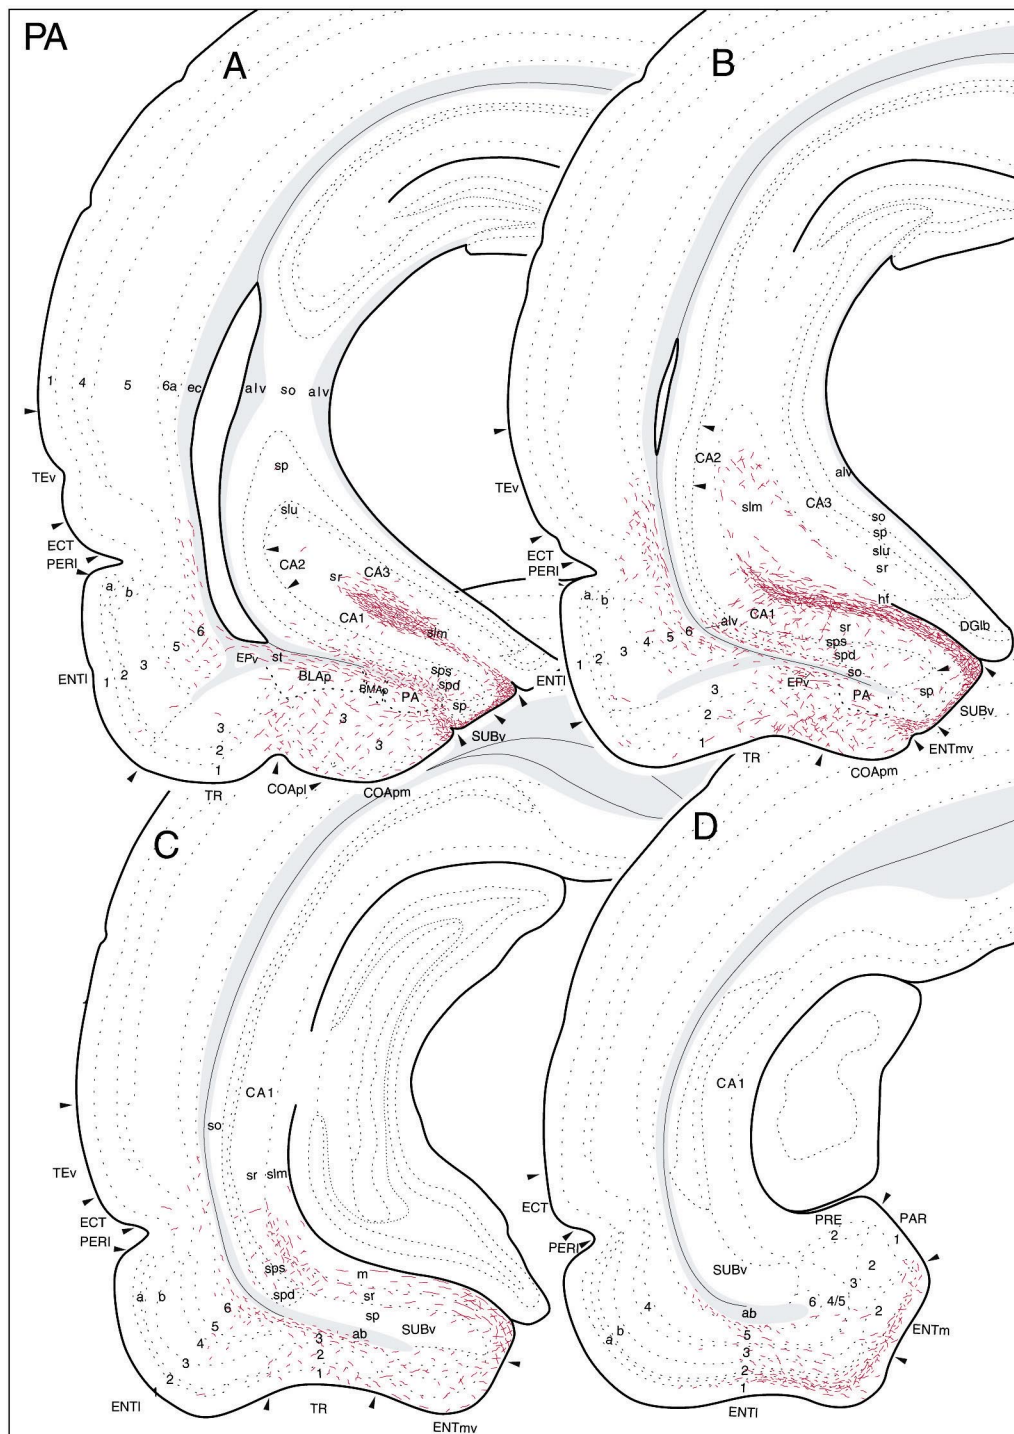 PA
A
B
1 4 5 6a ec alv so alv
TEv
ECT
PERI
a b
sp
slu
CA2
sr CA3
CA1
slm
1 2 3 5 6
ENTl
EPv st
BLAp
BMAp
PA
sps
spd
sp
ENTl
3
2
1
3
3
SUBv
TR
COApl
COApm
TEv
ECT
PERI
a b
CA2
slm
CA3
alv
so
sp
slu
sr
hf
DGlb
alv CA1
sr
sps
spd
so
1 2 3 4 5 6
ENTl
EPv
PA
sp
3
2
1
SUBv
ENTmv
TR
COApm
C
D
CA1
so
sr slm
TEv
ECT
PERI
a b
sps
spd
m
sr
sp
SUBv
ab
6
5
4
3
2
1
3
2
1
ENTl
TR
ENTmv
CA1
ECT
PERI
PRE
2
PAR
1
2
3
SUBv
6 4/5
2
4
b
a
ab
5
3
2
1
ENTm
ENTl